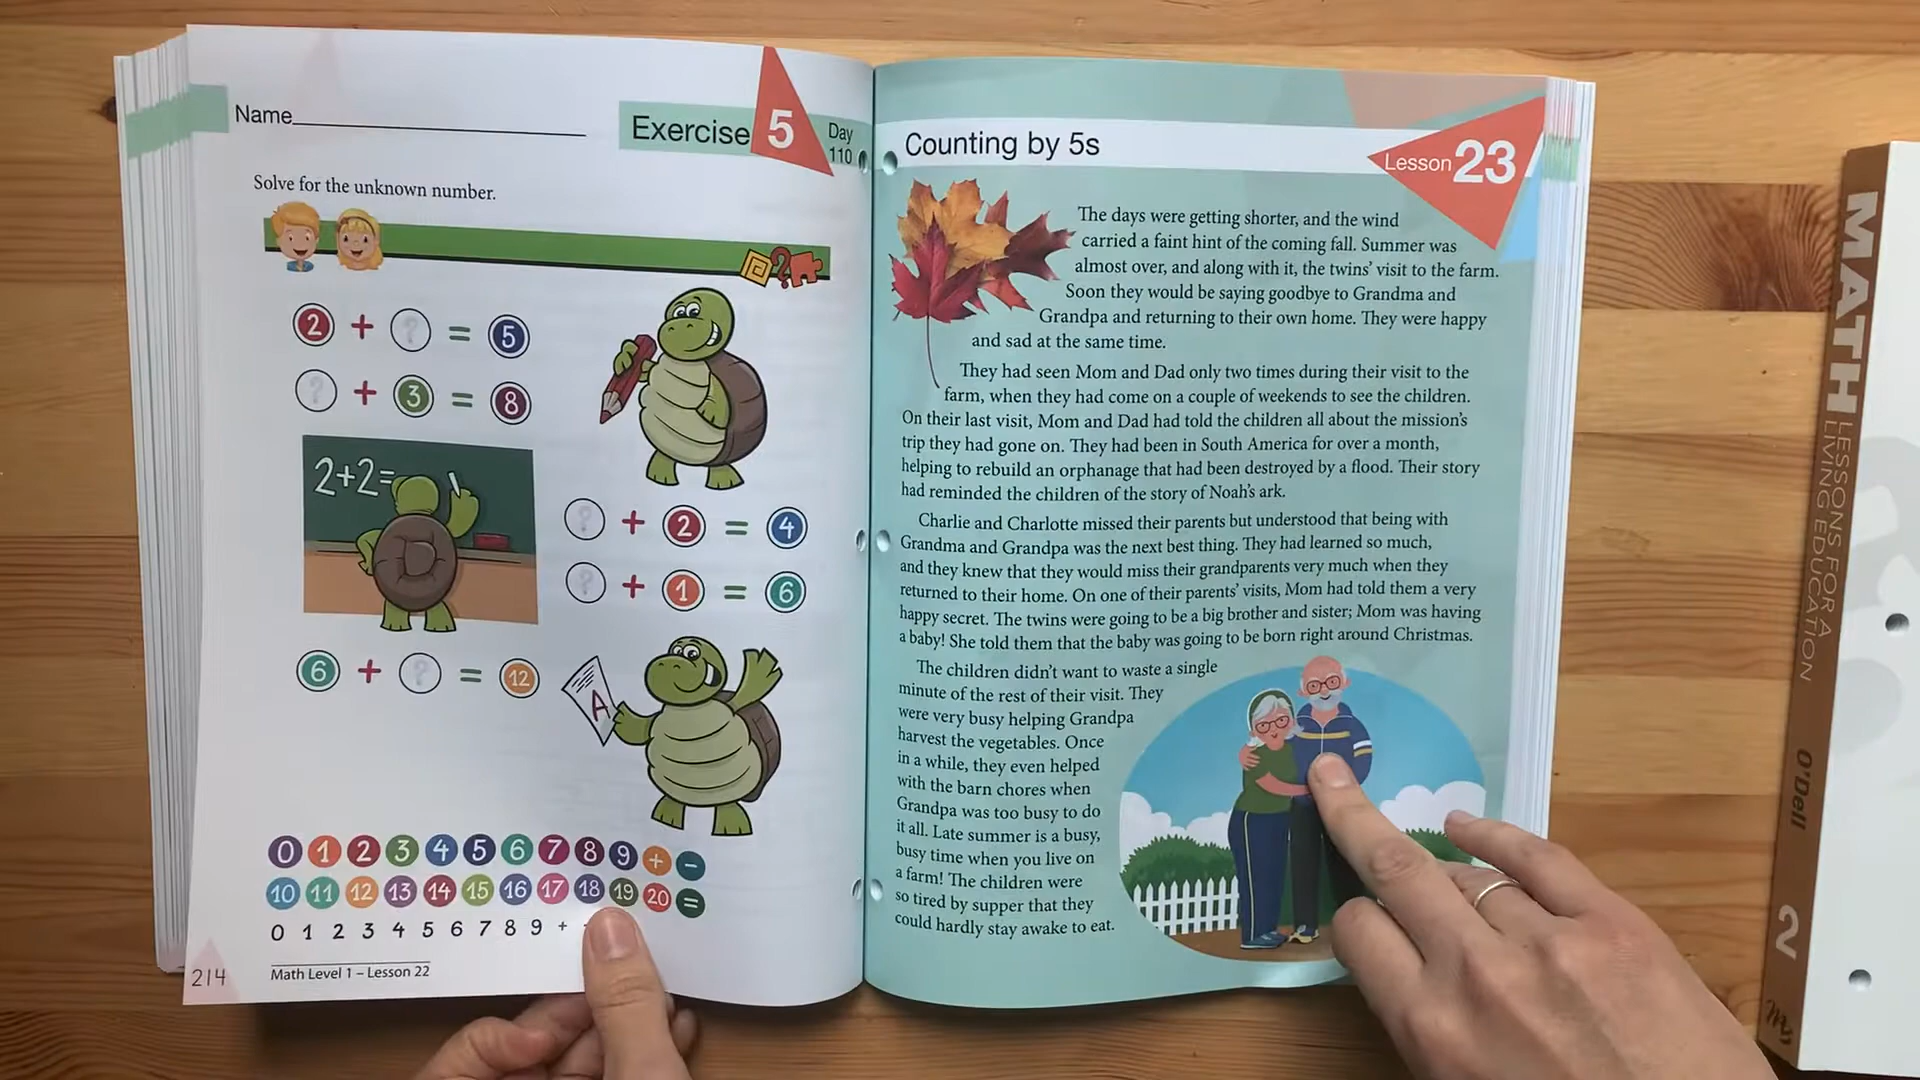 Name
Exercise 5
Day
110
Solve for the unknown number.
2 + ? = 5
? + 3 = 8
2+2=
? + 2 = 4
? + 1 = 6
6 + ? = 12
A
0 1 2 3 4 5 6 7 8 9 + -
10 11 12 13 14 15 16 17 18 19 20 =
0 1 2 3 4 5 6 7 8 9 +
Math Level 1 – Lesson 22
214
Counting by 5s
Lesson 23
The days were getting shorter, and the wind
carried a faint hint of the coming fall. Summer was
almost over, and along with it, the twins' visit to the farm.
Soon they would be saying goodbye to Grandma and
Grandpa and returning to their own home. They were happy
and sad at the same time.
They had seen Mom and Dad only two times during their visit to the
farm, when they had come on a couple of weekends to see the children.
On their last visit, Mom and Dad had told the children all about the mission's
trip they had gone on. They had been in South America for over a month,
helping to rebuild an orphanage that had been destroyed by a flood. Their story
had reminded the children of the story of Noah's ark.
Charlie and Charlotte missed their parents but understood that being with
Grandma and Grandpa was the next best thing. They had learned so much,
and they knew that they would miss their grandparents very much when they
returned to their home. On one of their parents' visits, Mom had told them a very
happy secret. The twins were going to be a big brother and sister; Mom was having
a baby! She told them that the baby was going to be born right around Christmas.
The children didn't want to waste a single
minute of the rest of their visit. They
were very busy helping Grandpa
harvest the vegetables. Once
in a while, they even helped
with the barn chores when
Grandpa was too busy to do
it all. Late summer is a busy,
busy time when you live on
a farm! The children were
so tired by supper that they
could hardly stay awake to eat.
MATH
LESSONS FOR A
LIVING EDUCATION
O'Dell
2